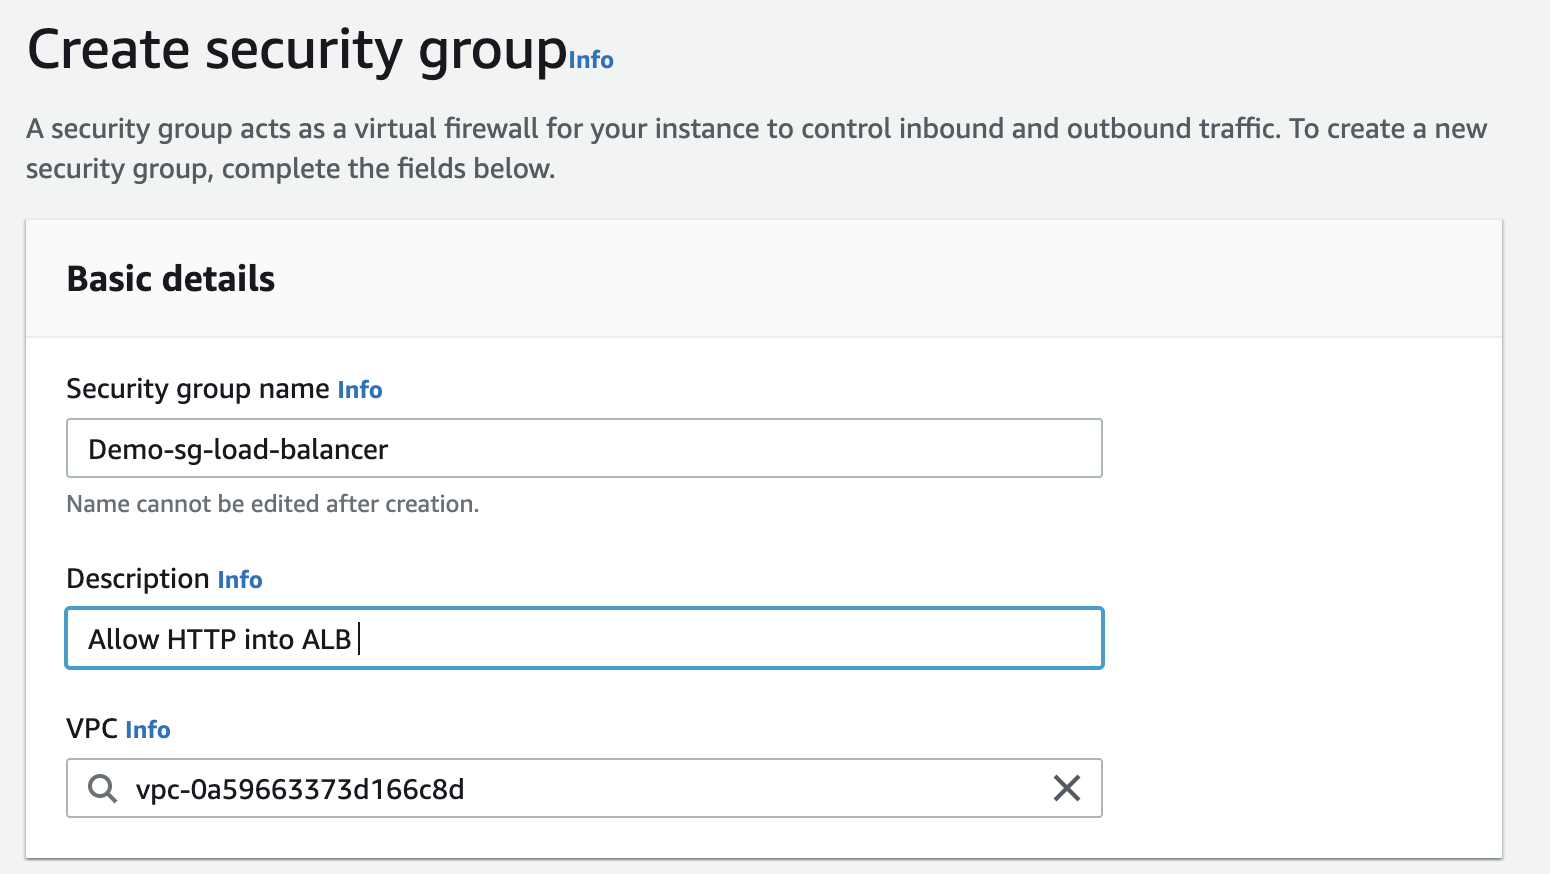 Create security group Info
A security group acts as a virtual firewall for your instance to control inbound and outbound traffic. To create a new
security group, complete the fields below.
Basic details
Security group name Info
Demo-sg-load-balancer
Name cannot be edited after creation.
Description Info
Allow HTTP into ALB
VPC Info
vpc-0a59663373d166c8d